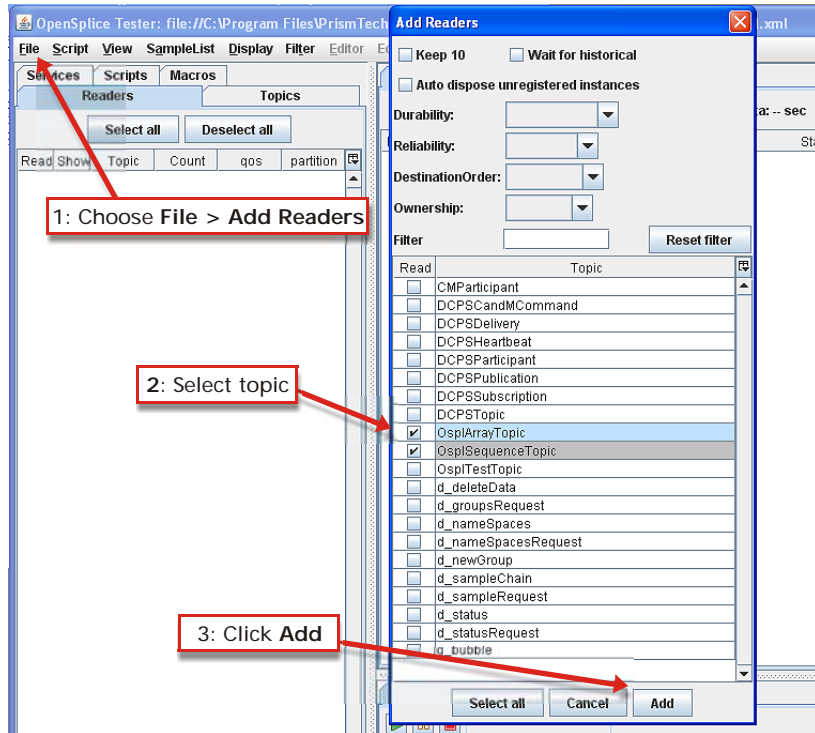 OpenSplice Tester: file://C:\Program Files\PrismTech
File Script View SampleList Display Filter Editor
Services Scripts Macros
Readers Topics
Select all Deselect all
Read Show Topic Count qos partition
1: Choose File > Add Readers
2: Select topic
3: Click Add
Add Readers
Keep 10 Wait for historical
Auto dispose unregistered instances
Durability:
Reliability:
DestinationOrder:
Ownership:
Filter Reset filter
Read Topic
CMParticipant
DCPSCandMCommand
DCPSDelivery
DCPSHeartbeat
DCPSParticipant
DCPSPublication
DCPSSubscription
DCPSTopic
OsplArrayTopic
OsplSequenceTopic
OsplTestTopic
d_deleteData
d_groupsRequest
d_nameSpaces
d_nameSpacesRequest
d_newGroup
d_sampleChain
d_sampleRequest
d_status
d_statusRequest
q_bubble
Select all Cancel Add
.xml
ta: -- sec